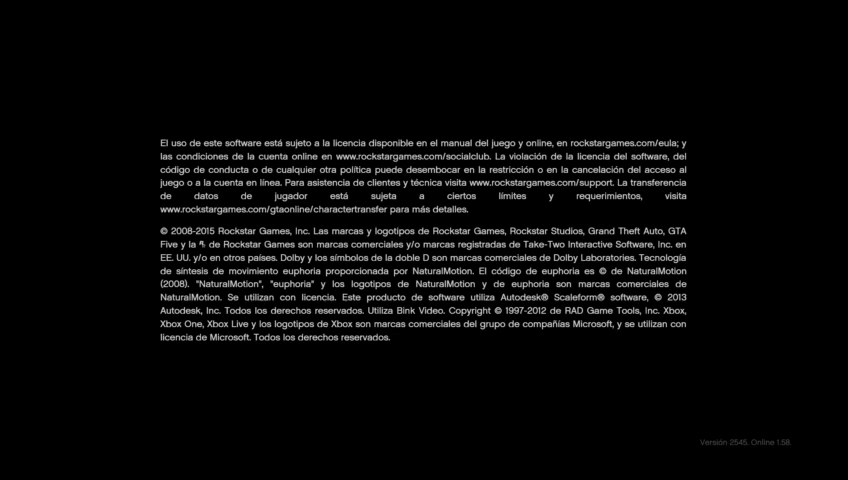 El uso de este software está sujeto a la licencia disponible en el manual del juego y online, en rockstargames.com/eula; y
las condiciones de la cuenta online en www.rockstargames.com/socialclub. La violación de la licencia del software, del
código de conducta o de cualquier otra política puede desembocar en la restricción o en la cancelación del acceso al
juego o a la cuenta en línea. Para asistencia de clientes y técnica visita www.rockstargames.com/support. La transferencia
de datos de jugador está sujeta a ciertos límites y requerimientos, visita
www.rockstargames.com/gtaonline/charactertransfer para más detalles.
© 2008-2015 Rockstar Games, Inc. Las marcas y logotipos de Rockstar Games, Rockstar Studios, Grand Theft Auto, GTA
Five y la R* de Rockstar Games son marcas comerciales y/o marcas registradas de Take-Two Interactive Software, Inc. en
EE. UU. y/o en otros países. Dolby y los símbolos de la doble D son marcas comerciales de Dolby Laboratories. Tecnología
de síntesis de movimiento euphoria proporcionada por NaturalMotion. El código de euphoria es © de NaturalMotion
(2008). "NaturalMotion", "euphoria" y los logotipos de NaturalMotion y de euphoria son marcas comerciales de
NaturalMotion. Se utilizan con licencia. Este producto de software utiliza Autodesk® Scaleform® software, © 2013
Autodesk, Inc. Todos los derechos reservados. Utiliza Bink Video. Copyright © 1997-2012 de RAD Game Tools, Inc. Xbox,
Xbox One, Xbox Live y los logotipos de Xbox son marcas comerciales del grupo de compañías Microsoft, y se utilizan con
licencia de Microsoft. Todos los derechos reservados.
Versión 2545. Online 1.58.